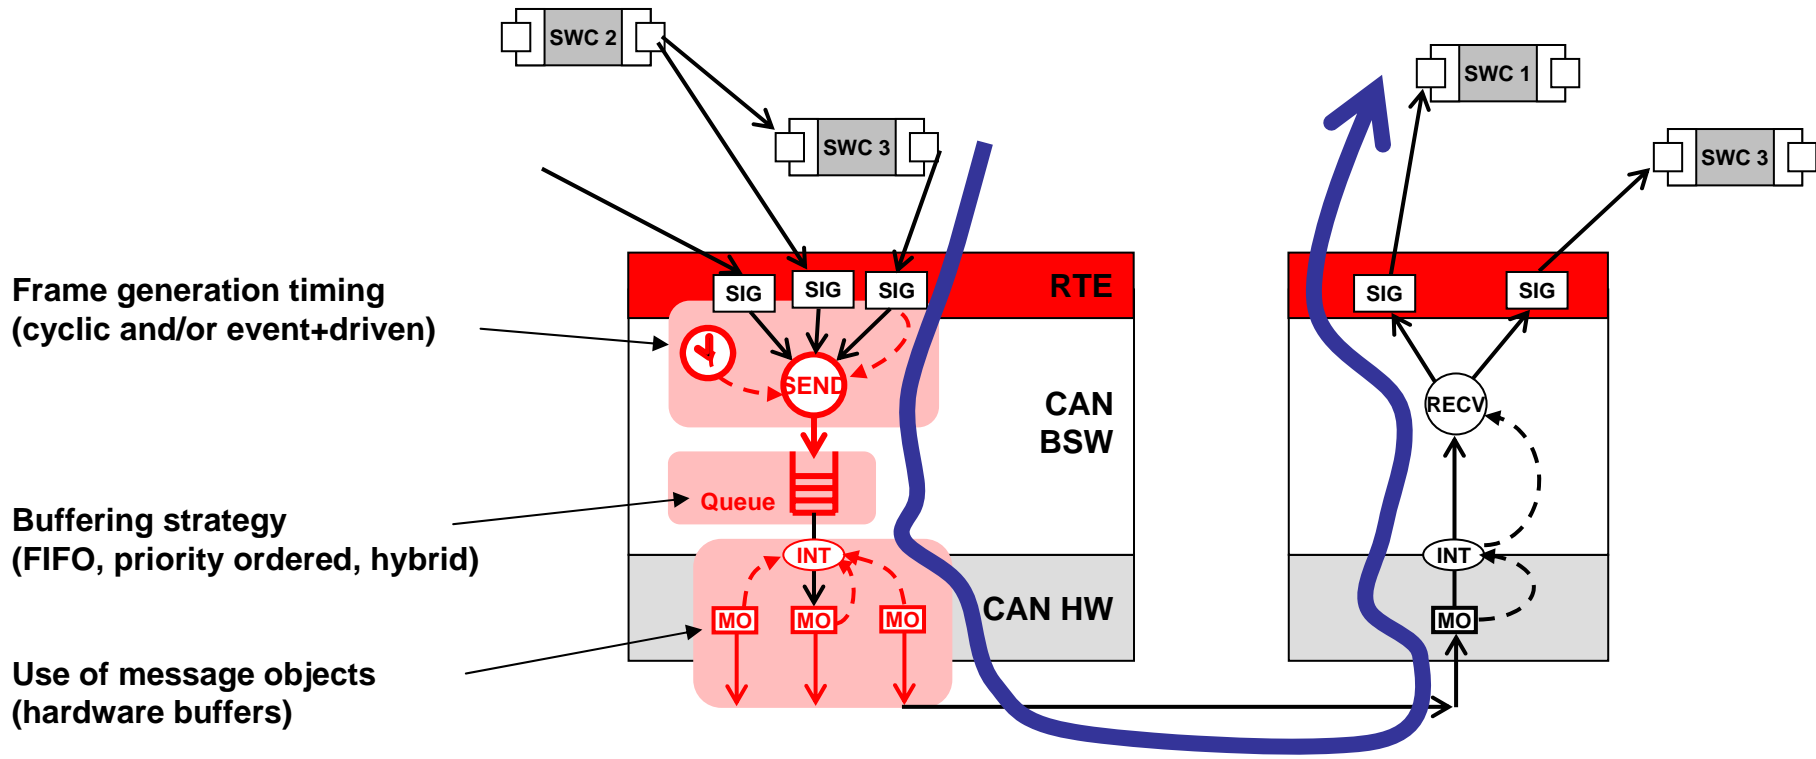 SWC 2
SWC 1
SWC 3
SWC 3
Frame generation timing
(cyclic and/or event+driven)
SIG
SIG
SIG
RTE
SIG
SIG
SEND
CAN
BSW
RECV
Buffering strategy
(FIFO, priority ordered, hybrid)
Queue
INT
INT
CAN HW
MO
MO
MO
MO
Use of message objects
(hardware buffers)